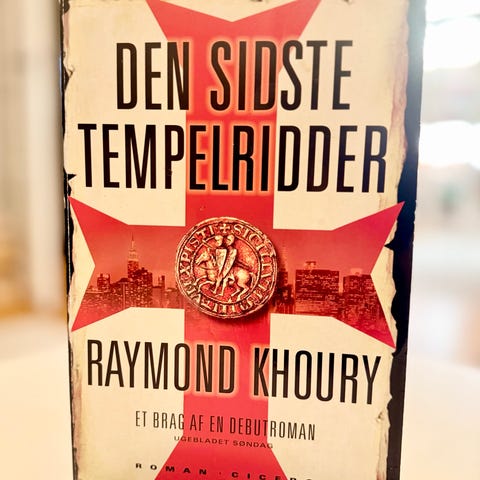 DEN SIDSTE
TEMPELRIDDER
RAYMOND KHOURY
ET BRAG AF EN DEBUTROMAN
UGEBLADET SØNDAG
ROMAN · CICERO